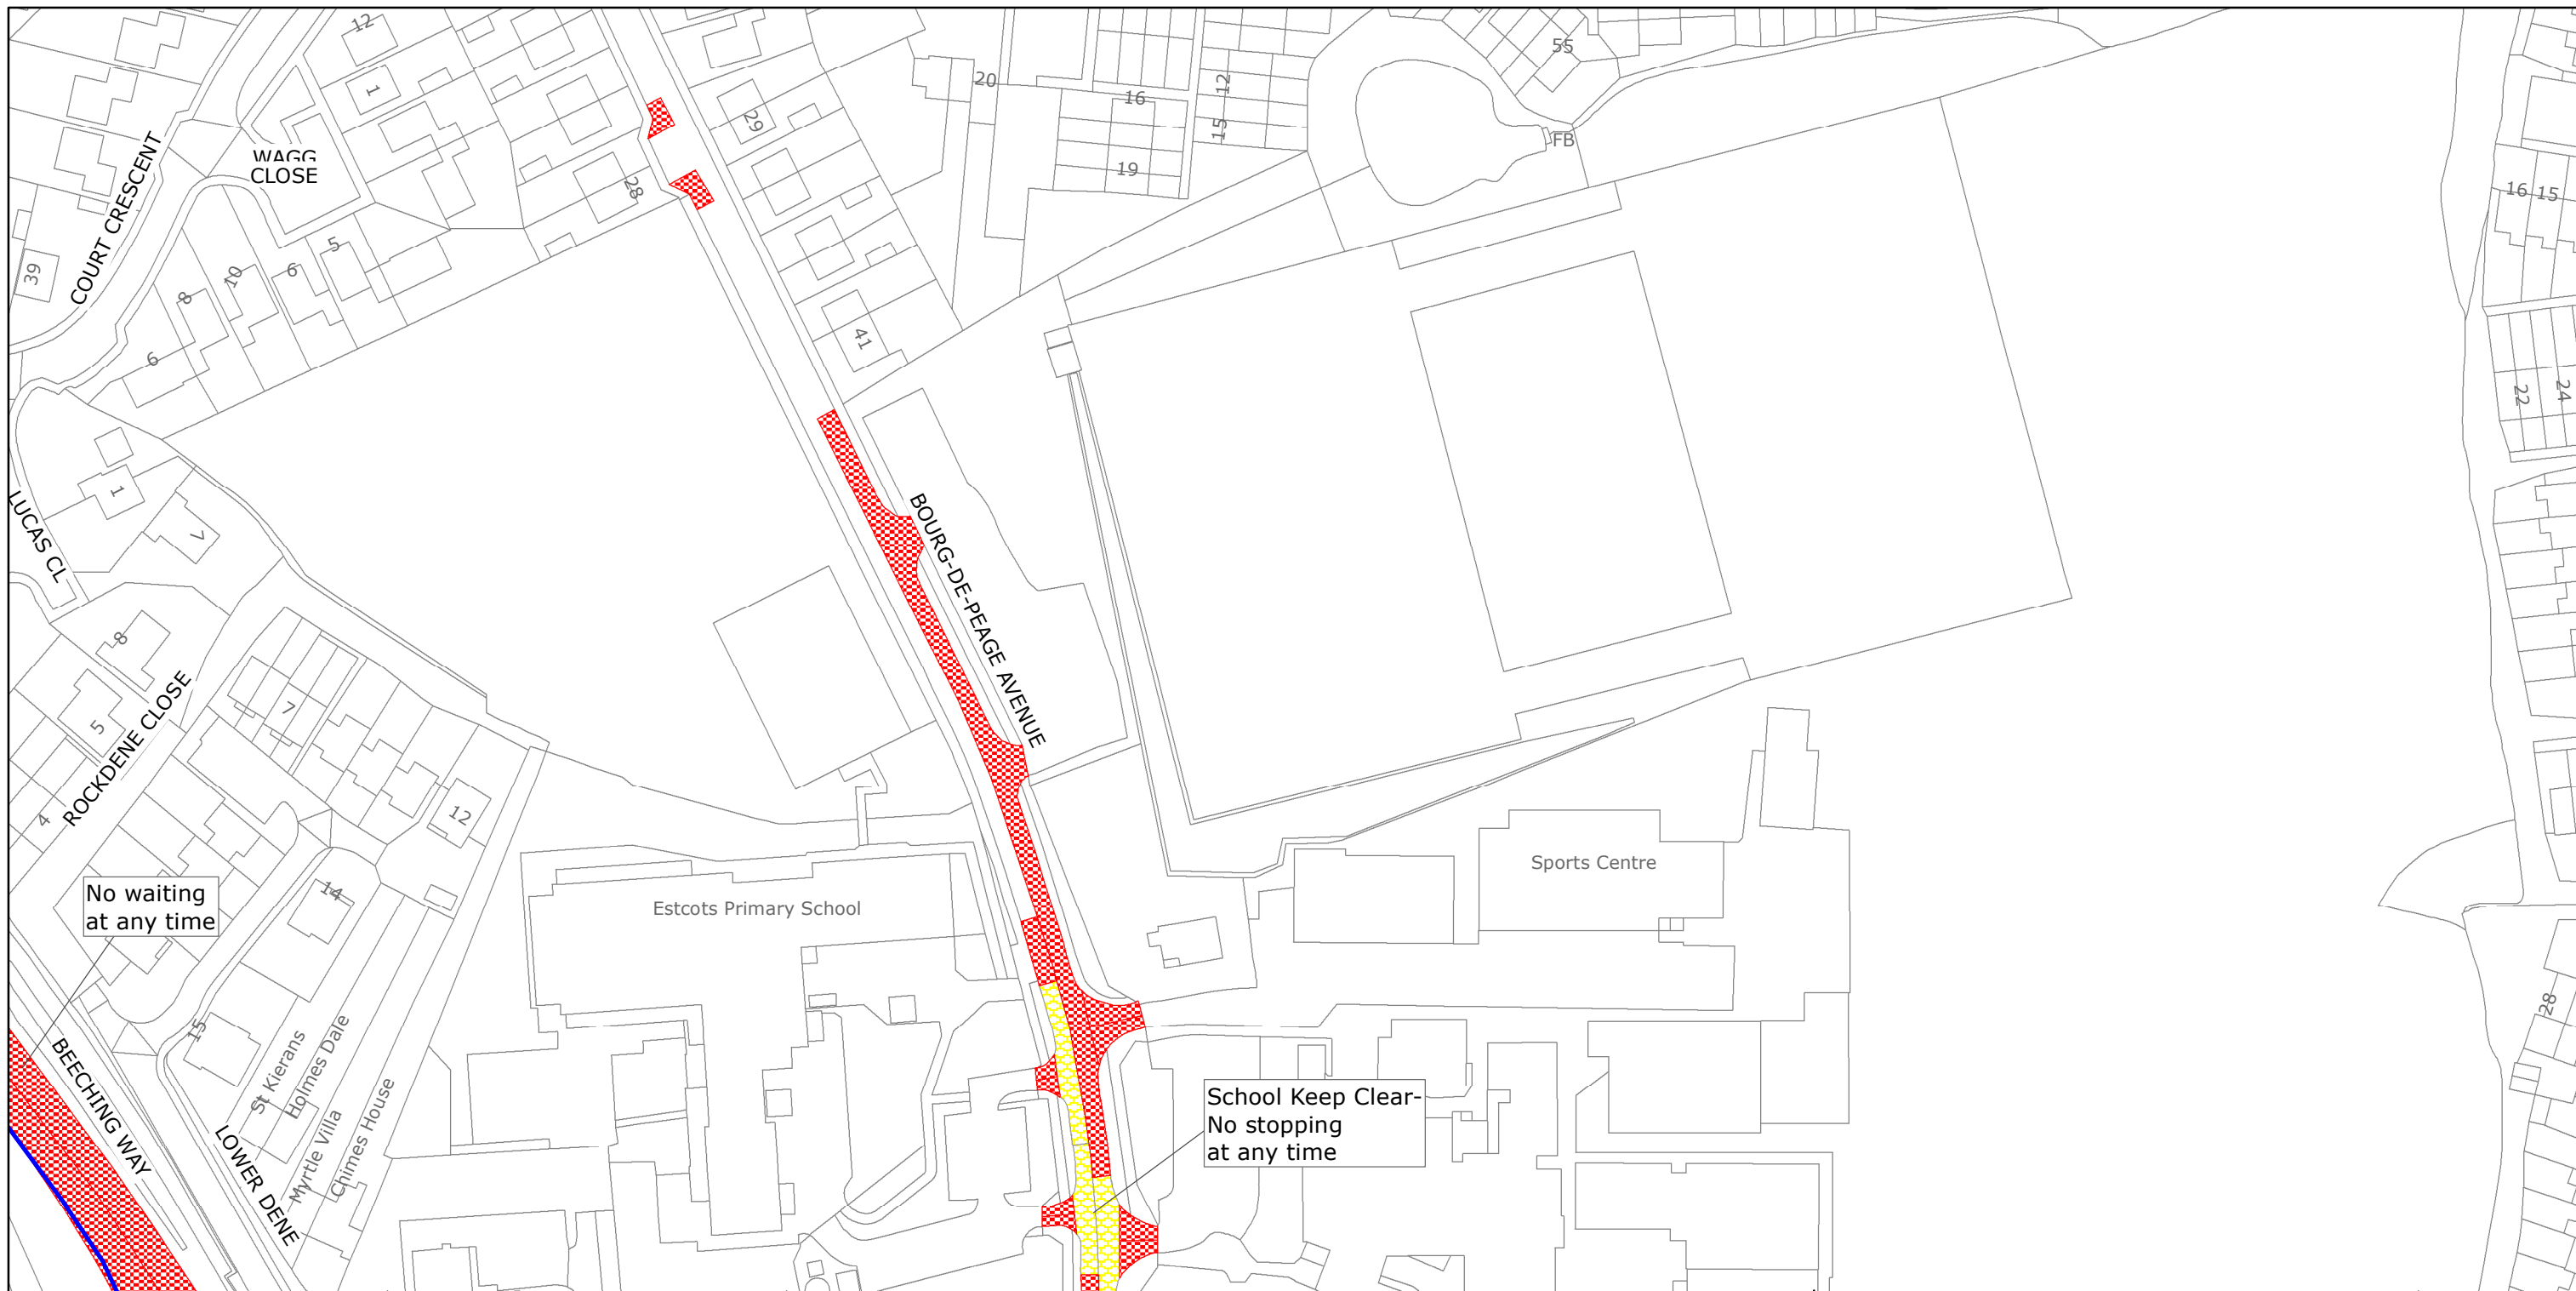 12
1
WAGG
CLOSE
COURT CRESCENT
39
5
6
10
8
6
28
29
41
20
16
19
12
15
55
FB
16
15
22
24
LUCAS CL
1
V
8
5
ROCKDENE CLOSE
4
7
12
BOURG-DE-PEAGE AVENUE
Sports Centre
Estcots Primary School
No waiting
at any time
14
15
St Kierans
Holmes Dale
Myrtle Villa
Chimes House
BEECHING WAY
LOWER DENE
School Keep Clear-
No stopping
at any time
28